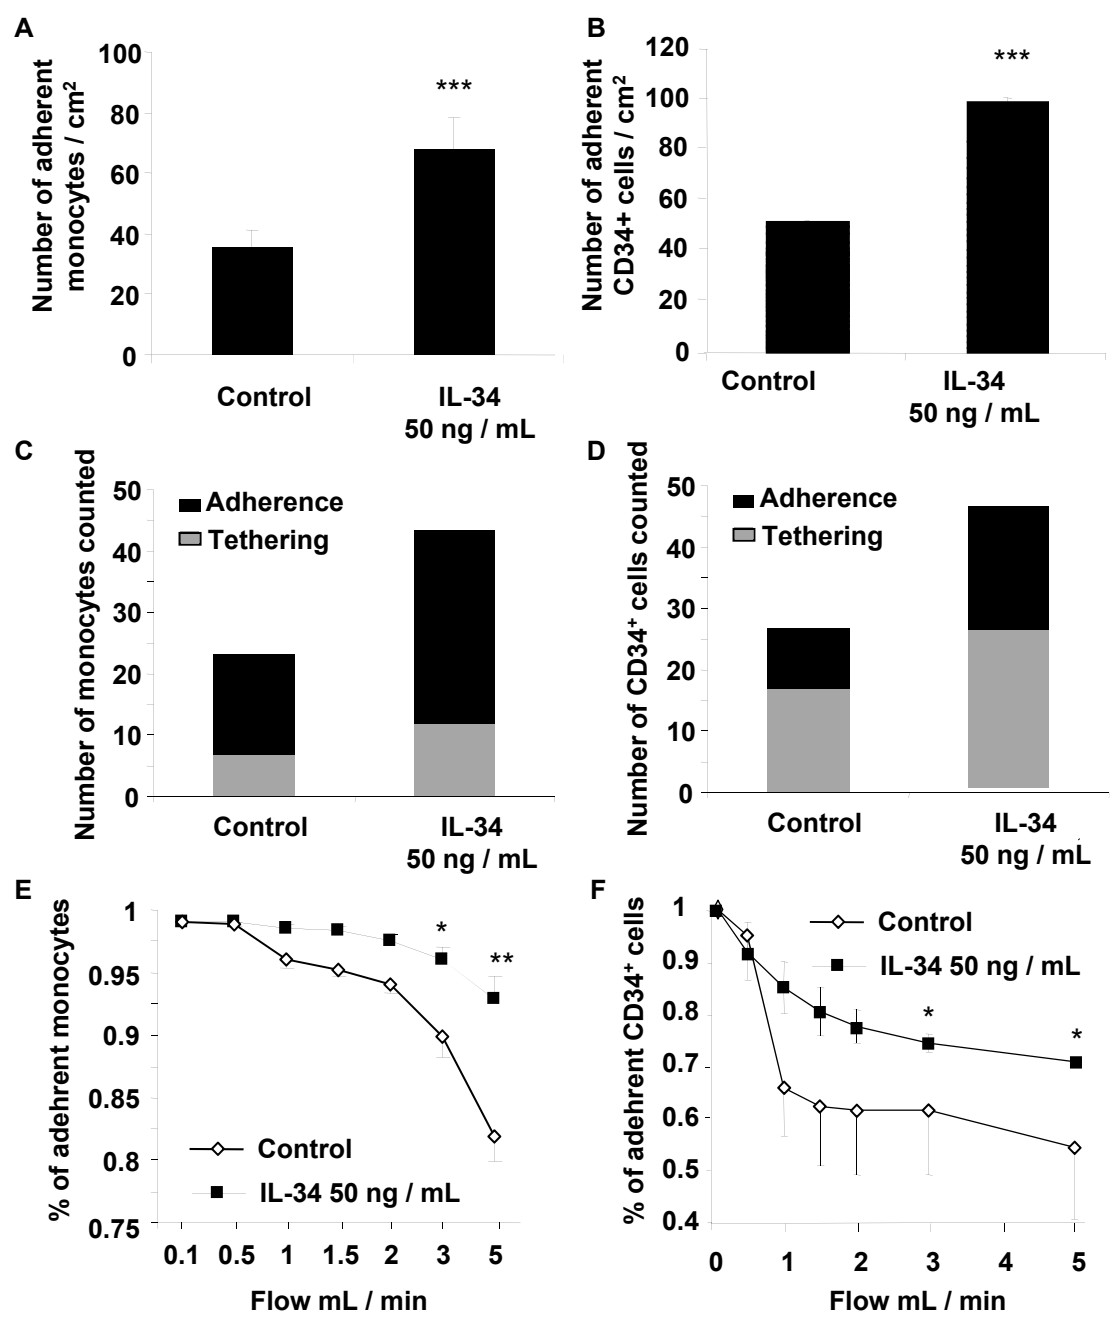 A
Number of adherent
monocytes / cm²
100
80
60
40
20
0
***
Control
IL-34
50 ng / mL
B
Number of adherent
CD34+ cells / cm²
120
100
80
60
40
20
0
***
Control
IL-34
50 ng / mL
C
Number of monocytes counted
50
40
30
20
10
0
Adherence
Tethering
Control
IL-34
50 ng / mL
D
Number of CD34⁺ cells counted
50
40
30
20
10
0
Adherence
Tethering
Control
IL-34
50 ng / mL
E
% of adehrent monocytes
1
0.95
0.9
0.85
0.8
0.75
*
**
Control
IL-34 50 ng / mL
0.1 0.5 1 1.5 2 3 5
Flow mL / min
F
% of adehrent CD34⁺ cells
1
0.9
0.8
0.7
0.6
0.5
0.4
Control
IL-34 50 ng / mL
*
*
0 1 2 3 4 5
Flow mL / min